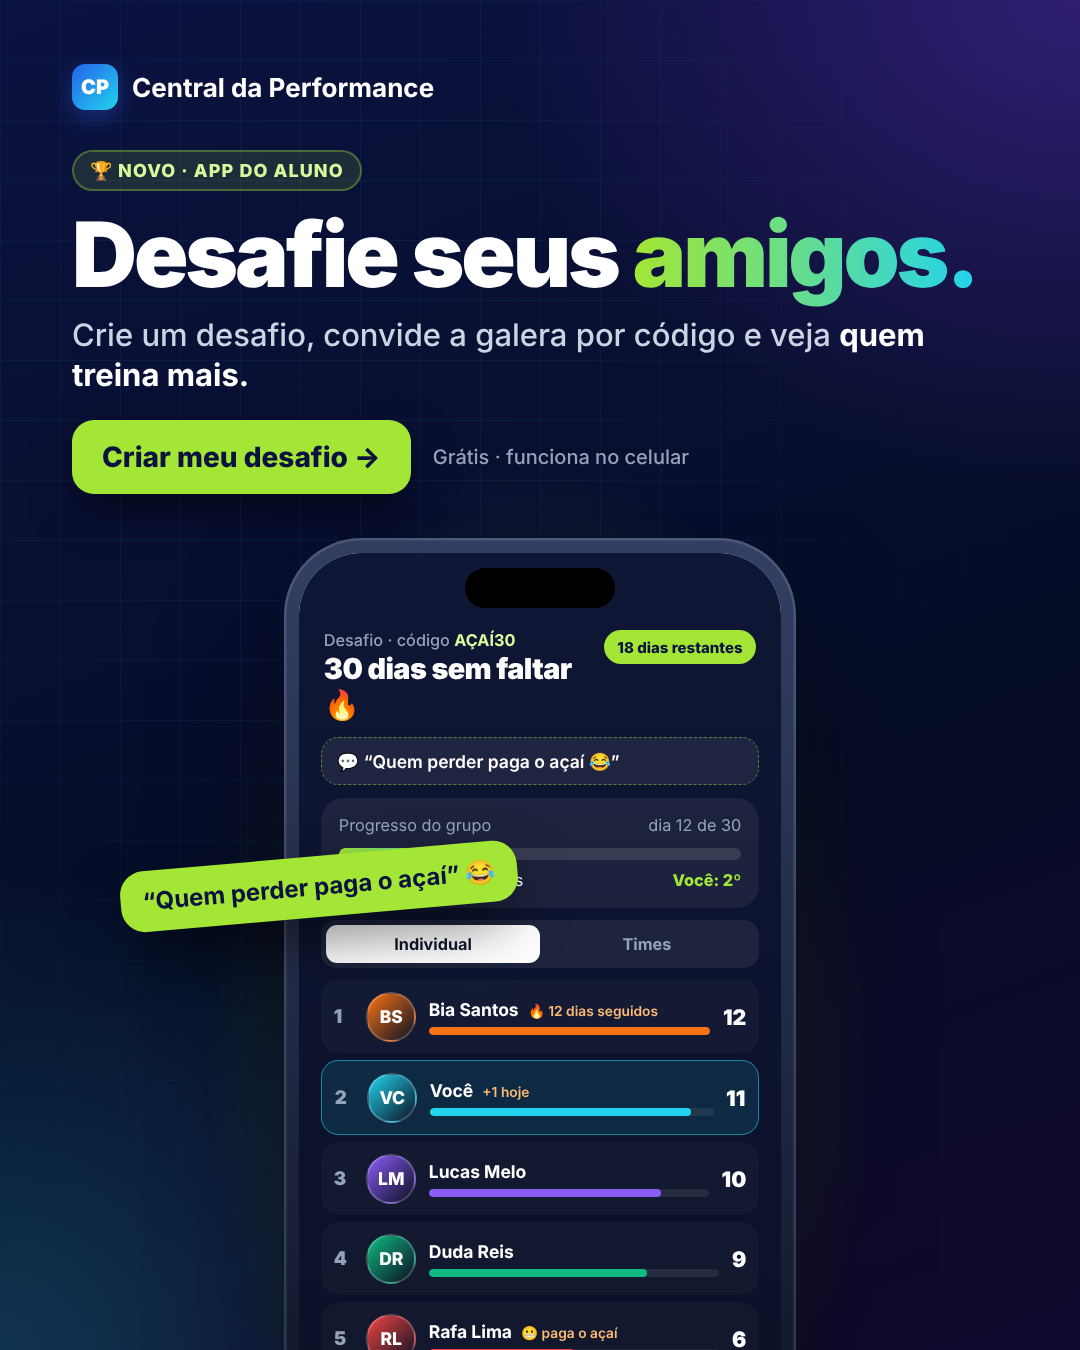 CP Central da Performance
🏆 NOVO · APP DO ALUNO
Desafie seus amigos.
Crie um desafio, convide a galera por código e veja quem
treina mais.
Criar meu desafio →
Grátis · funciona no celular
Desafio · código AÇAÍ30
18 dias restantes
30 dias sem faltar
🔥
💬 “Quem perder paga o açaí 😂”
Progresso do grupo
dia 12 de 30
“Quem perder paga o açaí” 😂
Você: 2º
Individual
Times
1 BS Bia Santos 🔥 12 dias seguidos 12
2 VC Você +1 hoje 11
3 LM Lucas Melo 10
4 DR Duda Reis 9
5 RL Rafa Lima 😬 paga o açaí 6